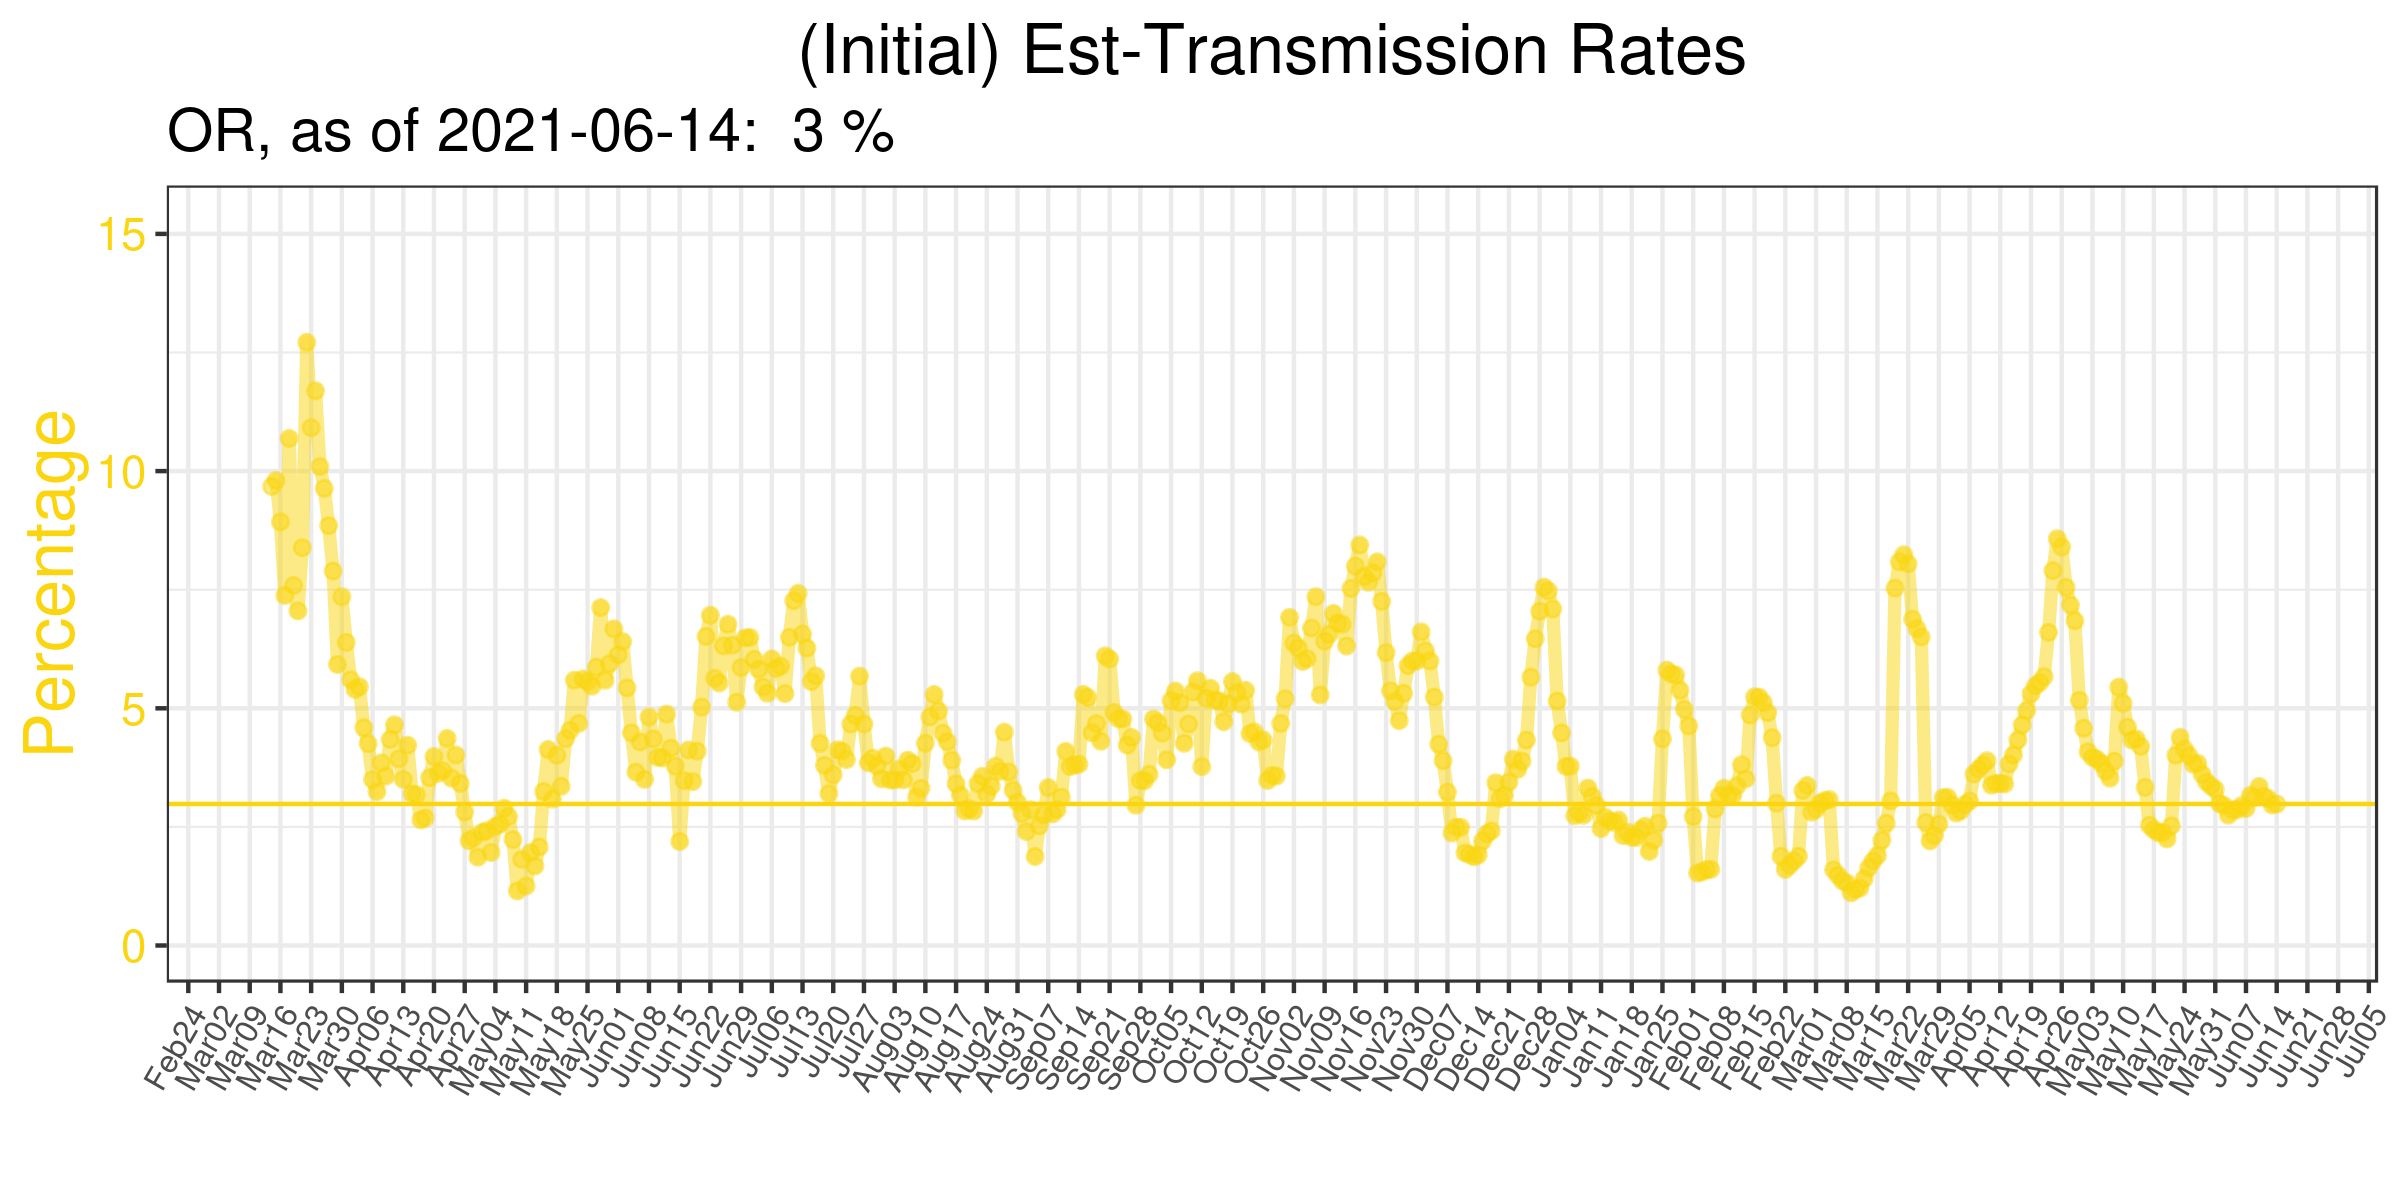 (Initial) Est-Transmission Rates
OR, as of 2021-06-14:  3 %
Percentage
15
10
5
0
Feb24
Mar02
Mar09
Mar16
Mar23
Mar30
Apr06
Apr13
Apr20
Apr27
May04
May11
May18
May25
Jun01
Jun08
Jun15
Jun22
Jun29
Jul06
Jul13
Jul20
Jul27
Aug03
Aug10
Aug17
Aug24
Aug31
Sep07
Sep14
Sep21
Sep28
Oct05
Oct12
Oct19
Oct26
Nov02
Nov09
Nov16
Nov23
Nov30
Dec07
Dec14
Dec21
Dec28
Jan04
Jan11
Jan18
Jan25
Feb01
Feb08
Feb15
Feb22
Mar01
Mar08
Mar15
Mar22
Mar29
Apr05
Apr12
Apr19
Apr26
May03
May10
May17
May24
May31
Jun07
Jun14
Jun21
Jun28
Jul05